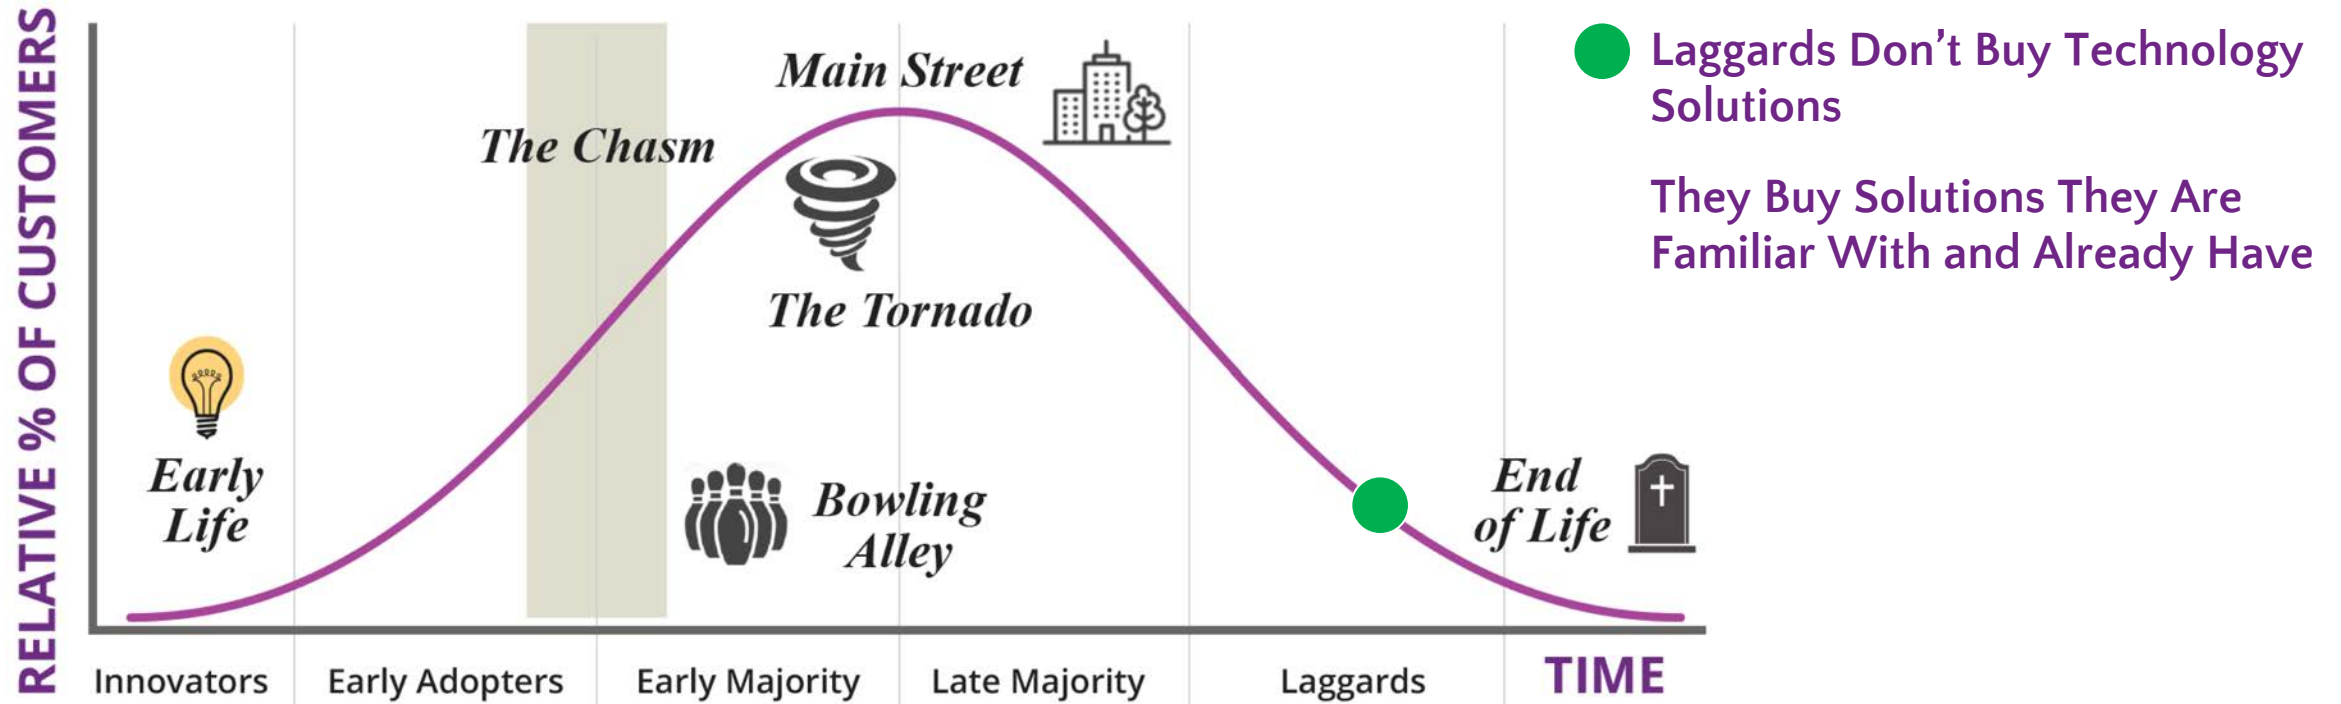 RELATIVE % OF CUSTOMERS
Main Street
The Chasm
The Tornado
Early
Life
Bowling
Alley
End
of Life
Innovators
Early Adopters
Early Majority
Late Majority
Laggards
TIME
Laggards Don’t Buy Technology
Solutions
They Buy Solutions They Are
Familiar With and Already Have